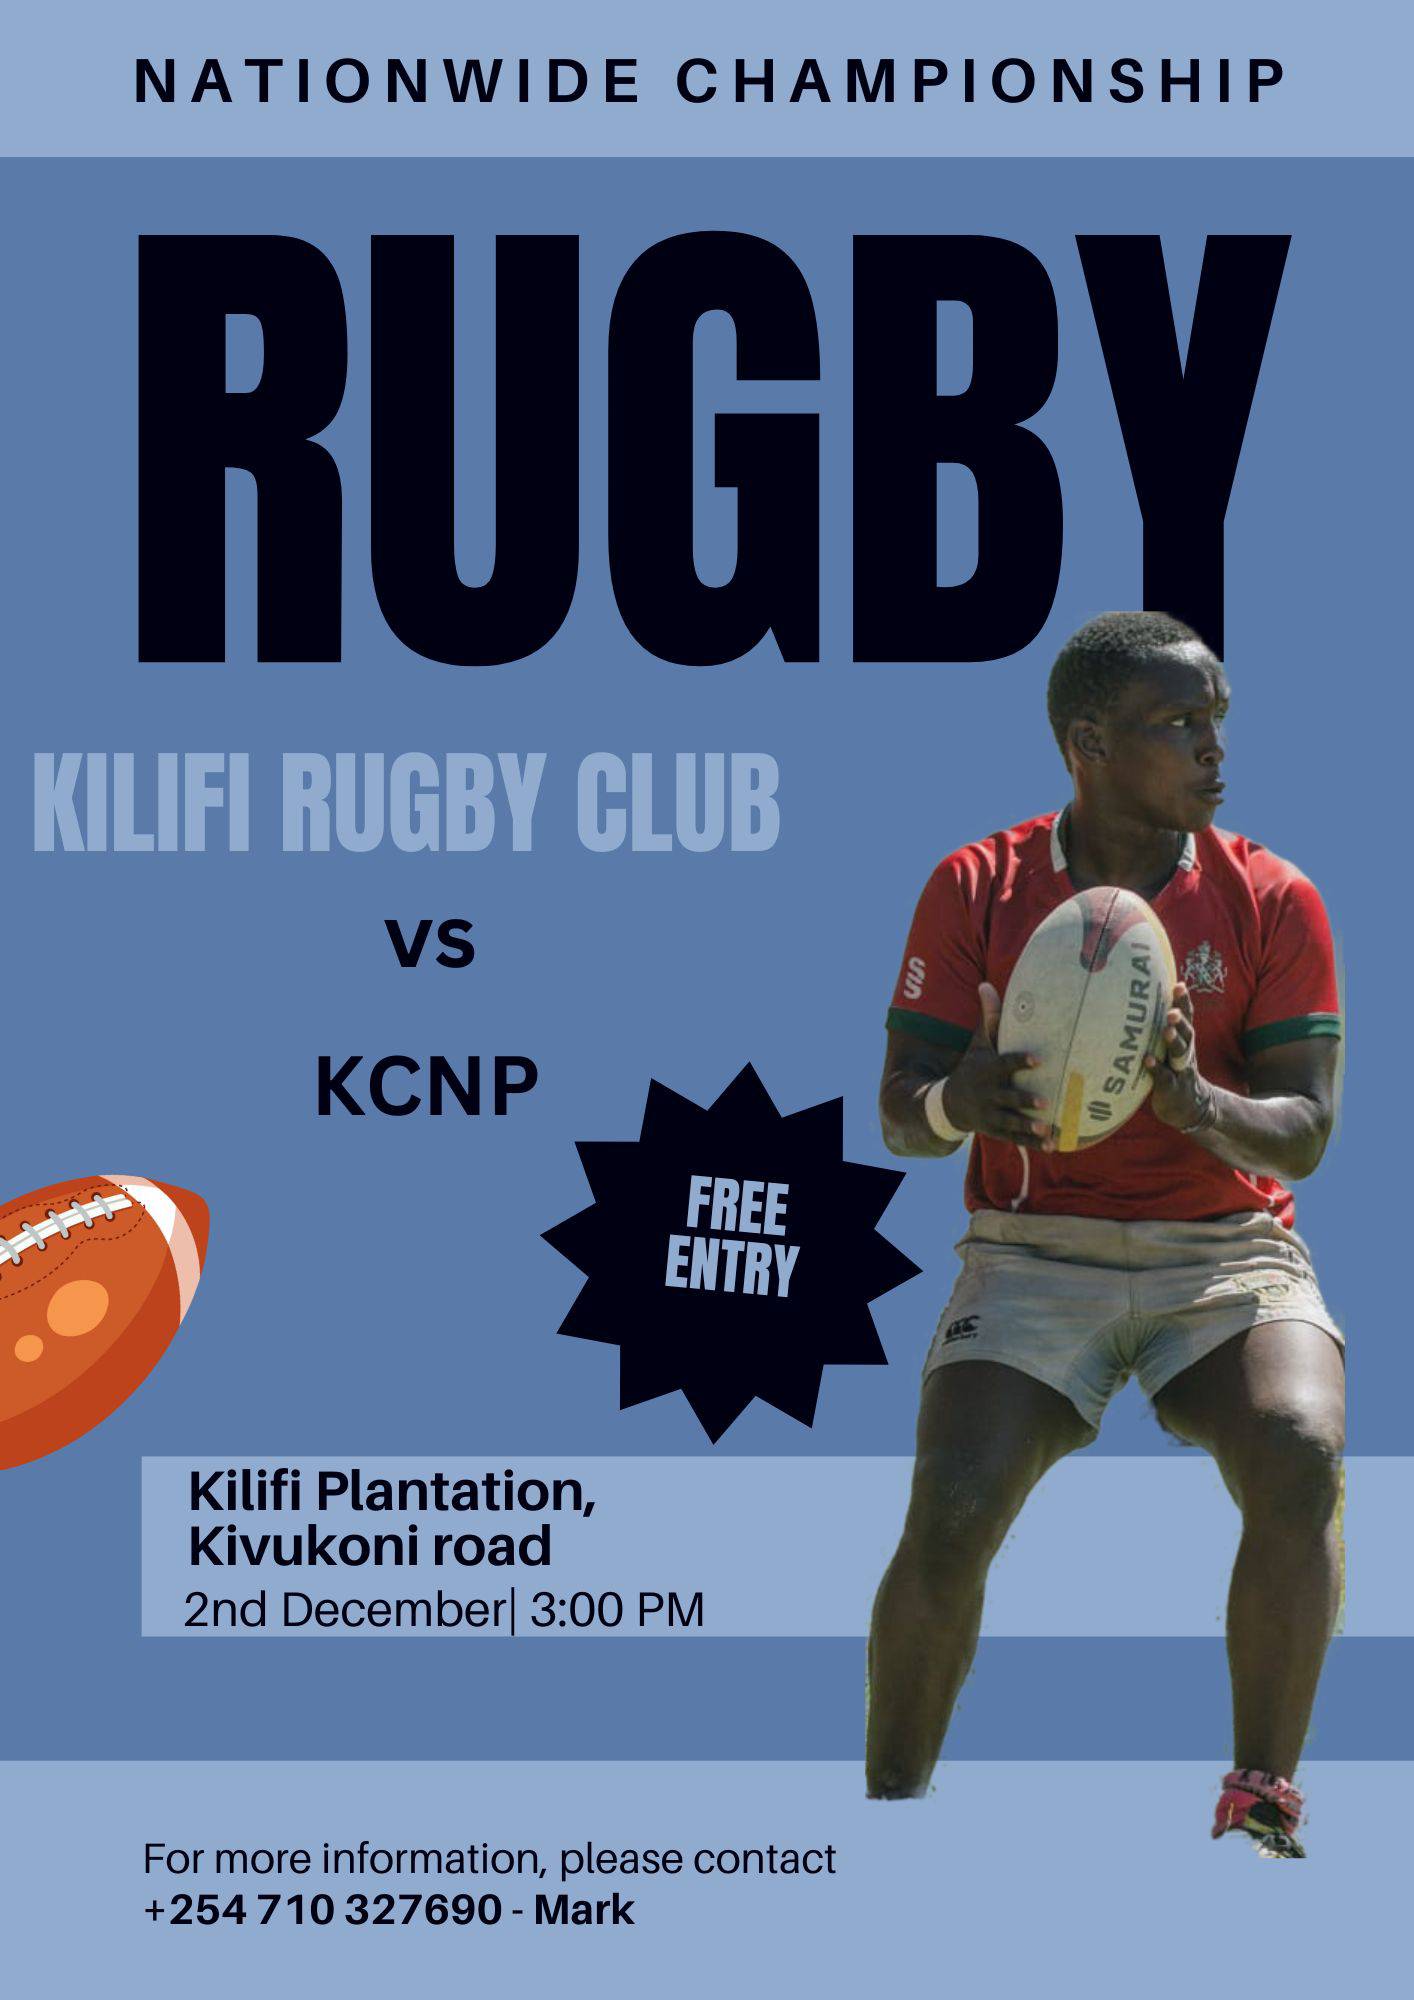 NATIONWIDE CHAMPIONSHIP
RUGBY
KILIFI RUGBY CLUB
vs
KCNP
SAMURAI
FREE
ENTRY
Kilifi Plantation,
Kivukoni road
2nd December| 3:00 PM
For more information, please contact
+254 710 327690 - Mark